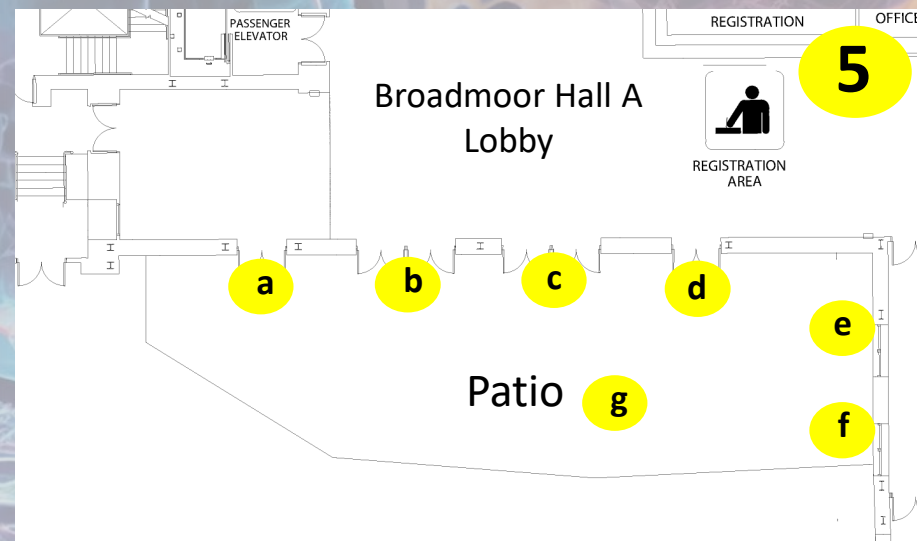 PASSENGER
ELEVATOR
REGISTRATION
OFFICE
5
Broadmoor Hall A
Lobby
REGISTRATION
AREA
a
b
c
d
e
Patio
g
f